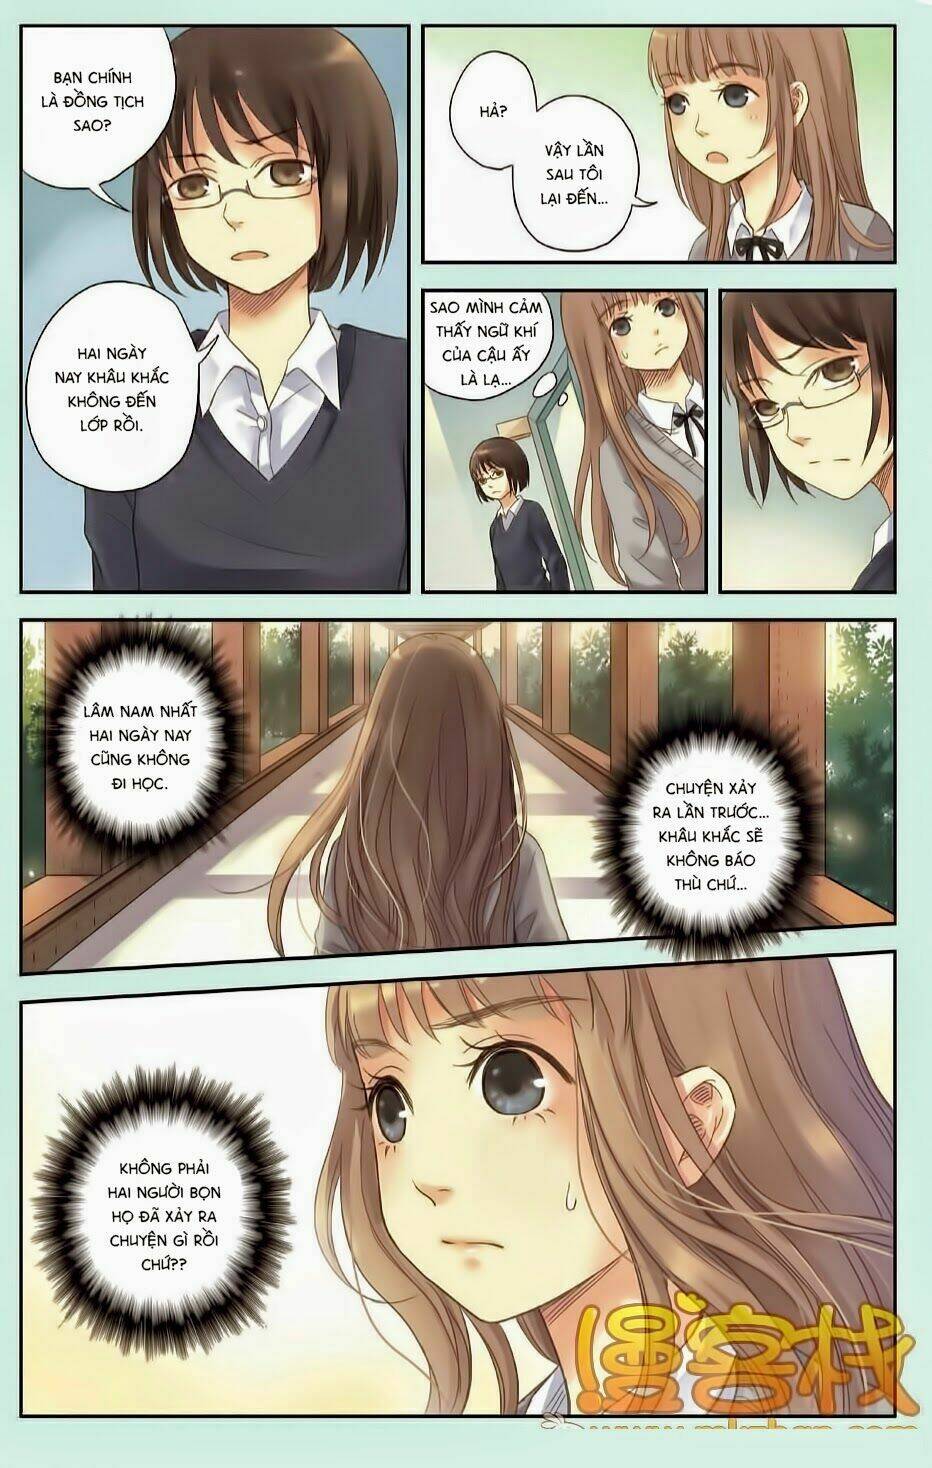 BẠN CHÍNH
LÀ ĐỒNG TỊCH
SAO?
HAI NGÀY
NAY KHÂU KHẮC
KHÔNG ĐẾN
LỚP RỒI.
HẢ?
VẬY LẦN
SAU TÔI
LẠI ĐẾN...
SAO MÌNH CẢM
THẤY NGỮ KHÍ
CỦA CẬU ẤY
LÀ LẠ...
LÂM NAM NHẤT
HAI NGÀY NAY
CŨNG KHÔNG
ĐI HỌC.
CHUYỆN XẢY
RA LẦN TRƯỚC...
KHÂU KHẮC SẼ
KHÔNG BÁO
THÙ CHỨ...
KHÔNG PHẢI
HAI NGƯỜI BỌN
HỌ ĐÃ XẢY RA
CHUYỆN GÌ RỒI
CHỨ??
漫客栈